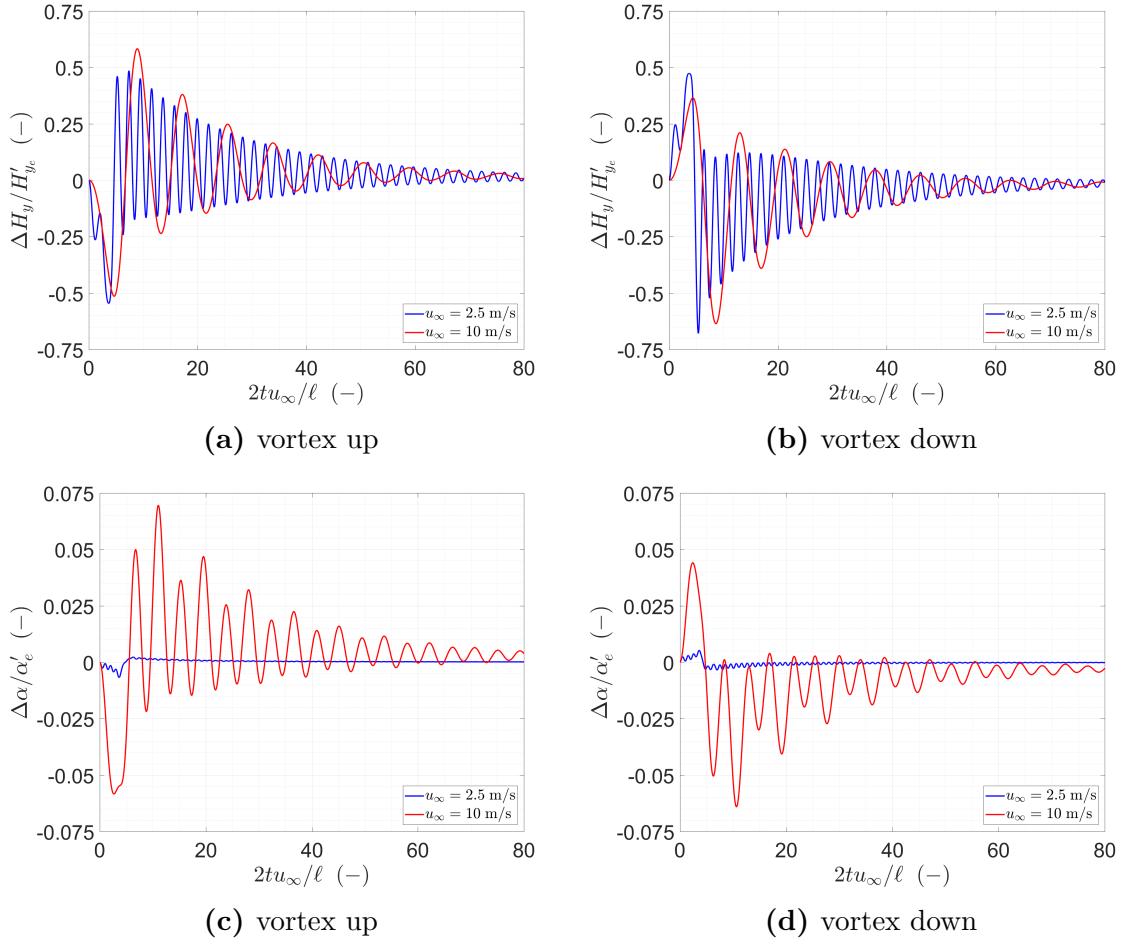 0.75
0.5
0.25
0
-0.25
-0.5
-0.75
ΔH_y/H'_{y_e} (−)
0 20 40 60 80
2tu_∞/ℓ (−)
u_∞ = 2.5 m/s
u_∞ = 10 m/s
(a) vortex up
0.75
0.5
0.25
0
-0.25
-0.5
-0.75
ΔH_y/H'_{y_e} (−)
0 20 40 60 80
2tu_∞/ℓ (−)
u_∞ = 2.5 m/s
u_∞ = 10 m/s
(b) vortex down
0.075
0.05
0.025
0
-0.025
-0.05
-0.075
Δα/α'_e (−)
0 20 40 60 80
2tu_∞/ℓ (−)
u_∞ = 2.5 m/s
u_∞ = 10 m/s
(c) vortex up
0.075
0.05
0.025
0
-0.025
-0.05
-0.075
Δα/α'_e (−)
0 20 40 60 80
2tu_∞/ℓ (−)
u_∞ = 2.5 m/s
u_∞ = 10 m/s
(d) vortex down